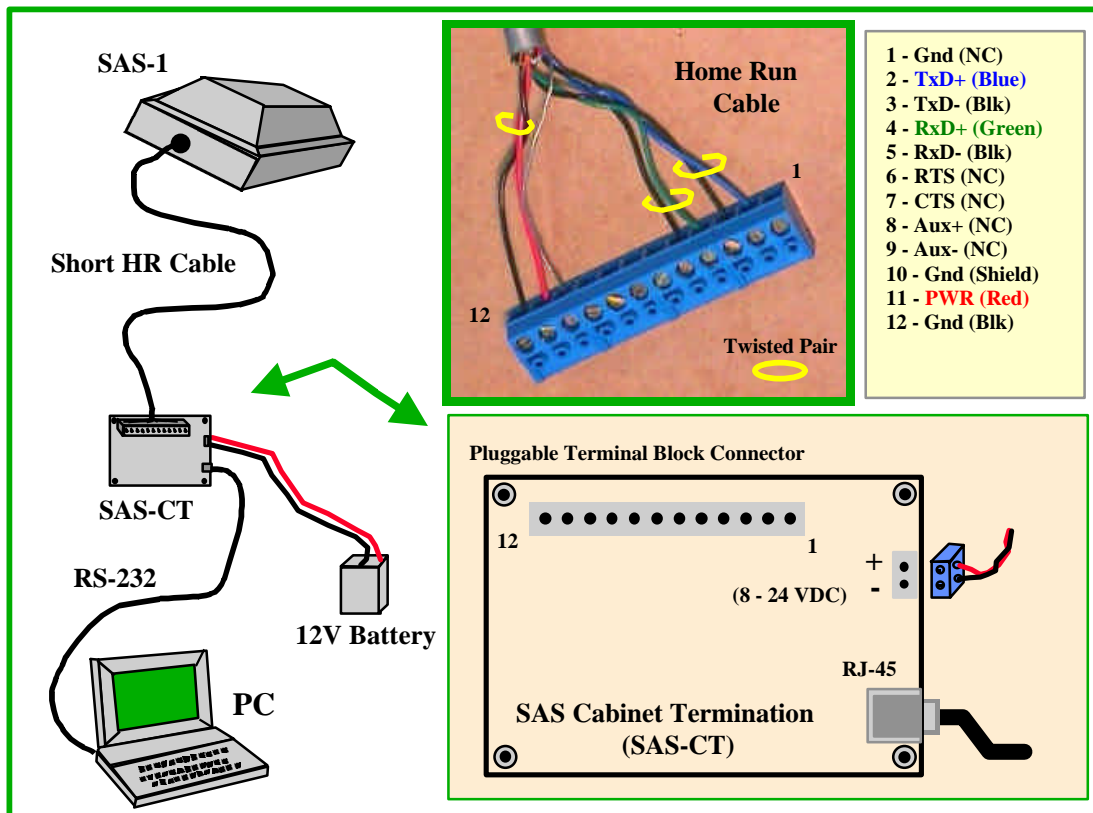 SAS-1
Short HR Cable
SAS-CT
RS-232
12V Battery
PC
Home Run
Cable
1
12
Twisted Pair
1 - Gnd (NC)
2 - TxD+ (Blue)
3 - TxD- (Blk)
4 - RxD+ (Green)
5 - RxD- (Blk)
6 - RTS (NC)
7 - CTS (NC)
8 - Aux+ (NC)
9 - Aux- (NC)
10 - Gnd (Shield)
11 - PWR (Red)
12 - Gnd (Blk)
Pluggable Terminal Block Connector
12
1
+
-
(8 - 24 VDC)
RJ-45
SAS Cabinet Termination
(SAS-CT)